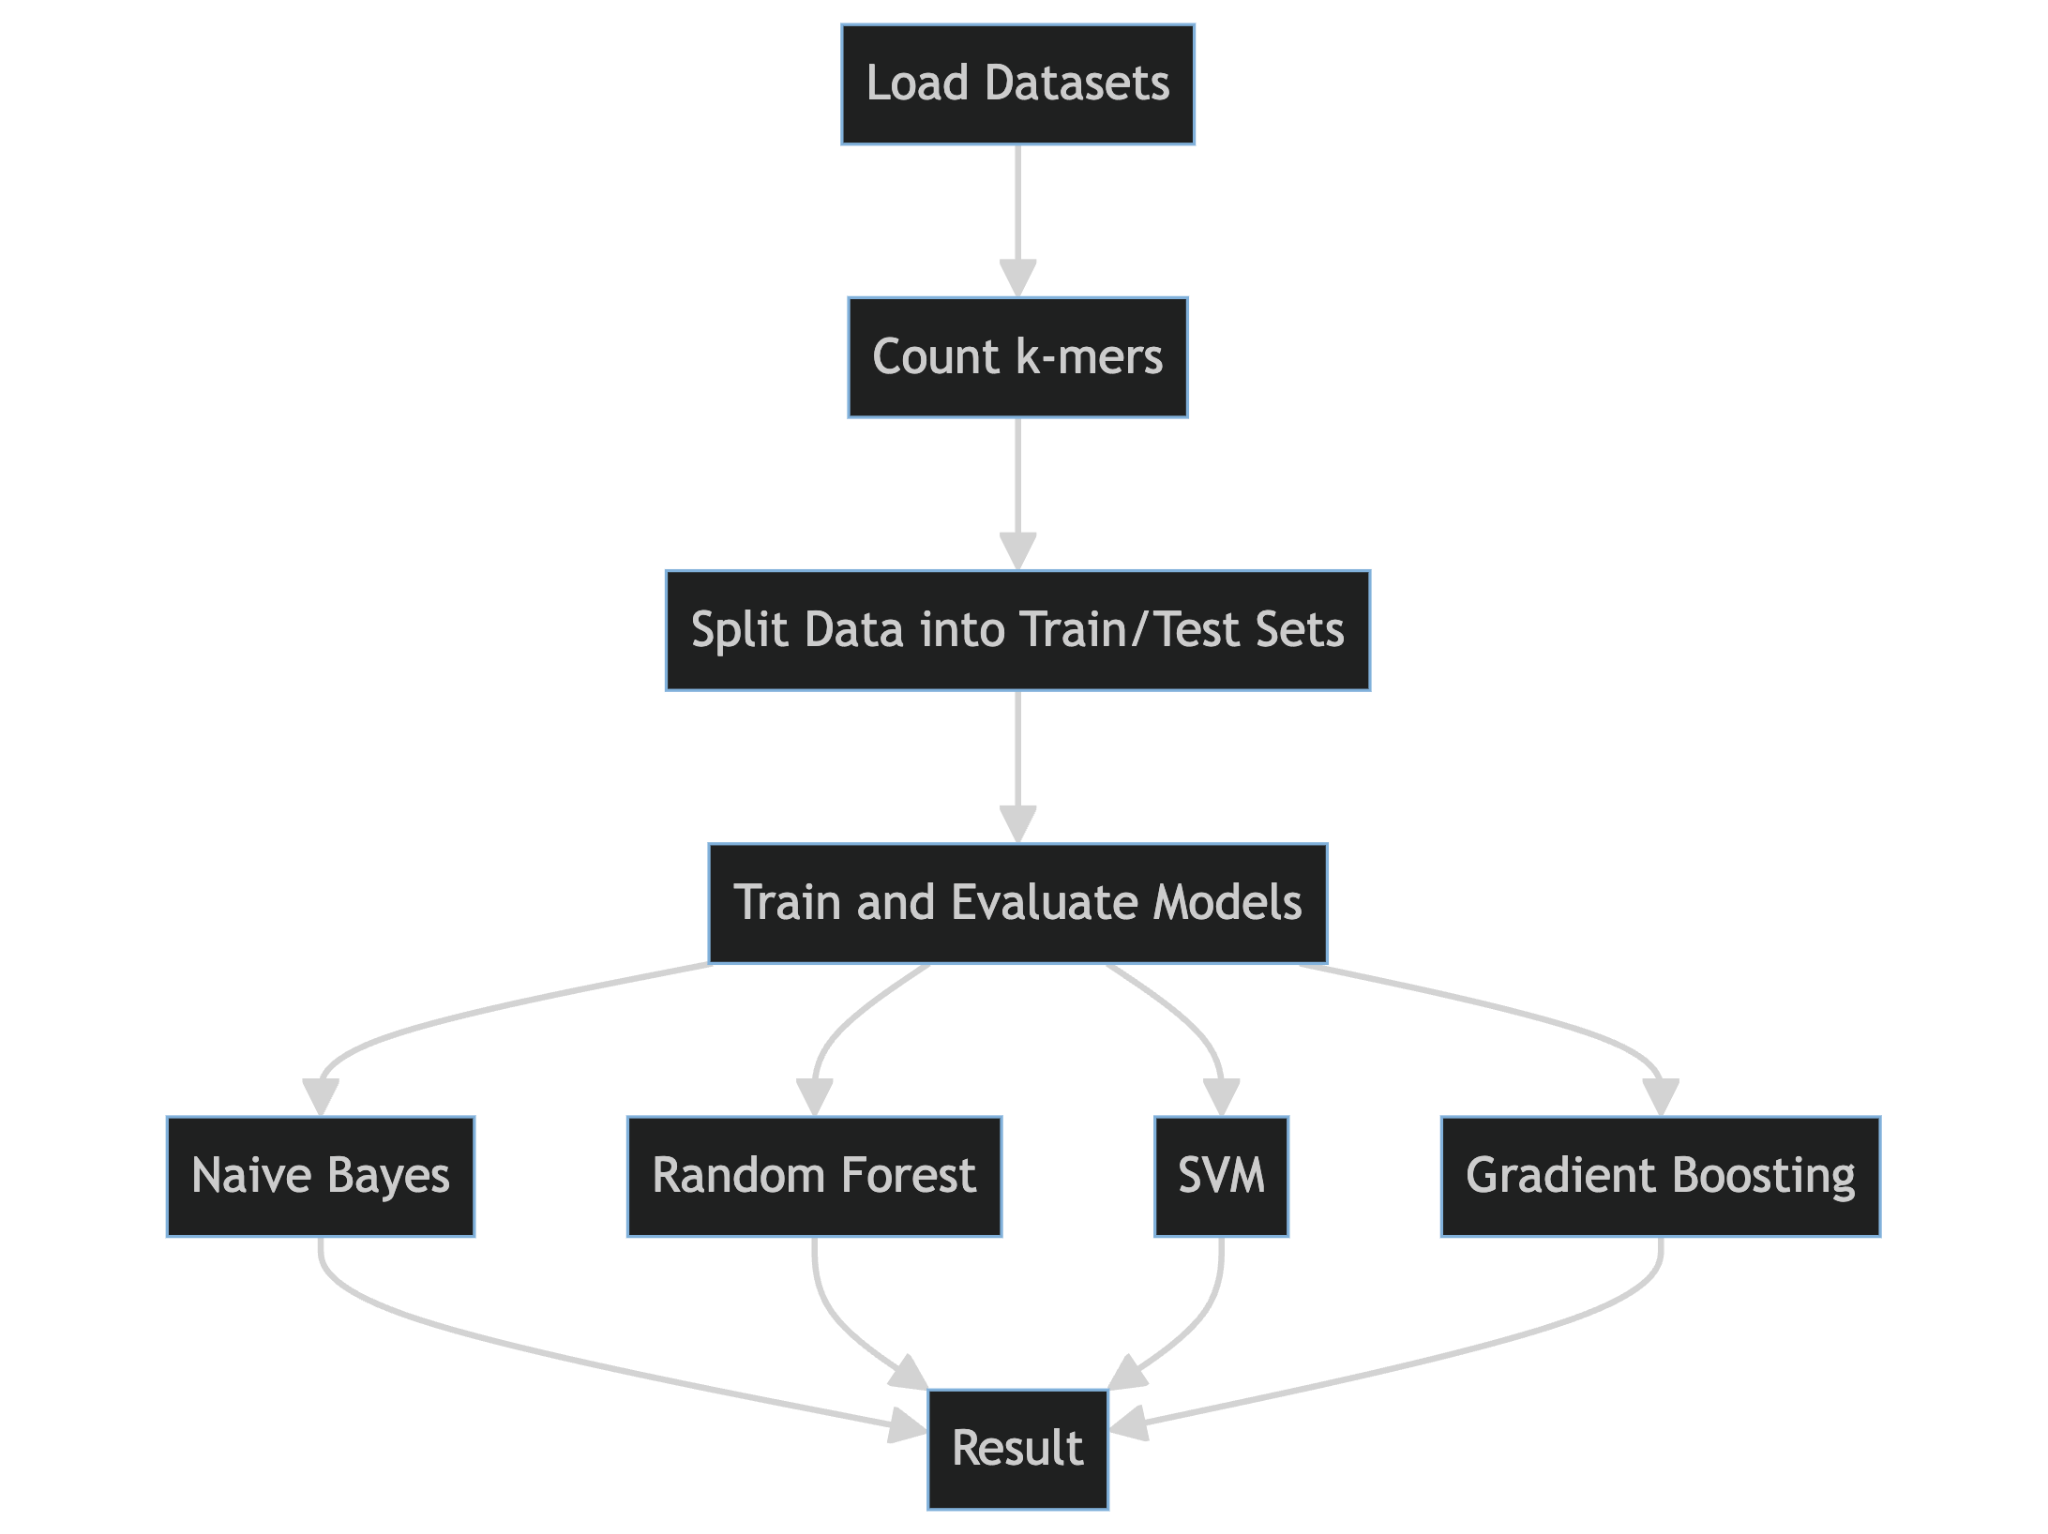 Load Datasets
Count k-mers
Split Data into Train/Test Sets
Train and Evaluate Models
Naive Bayes
Random Forest
SVM
Gradient Boosting
Result